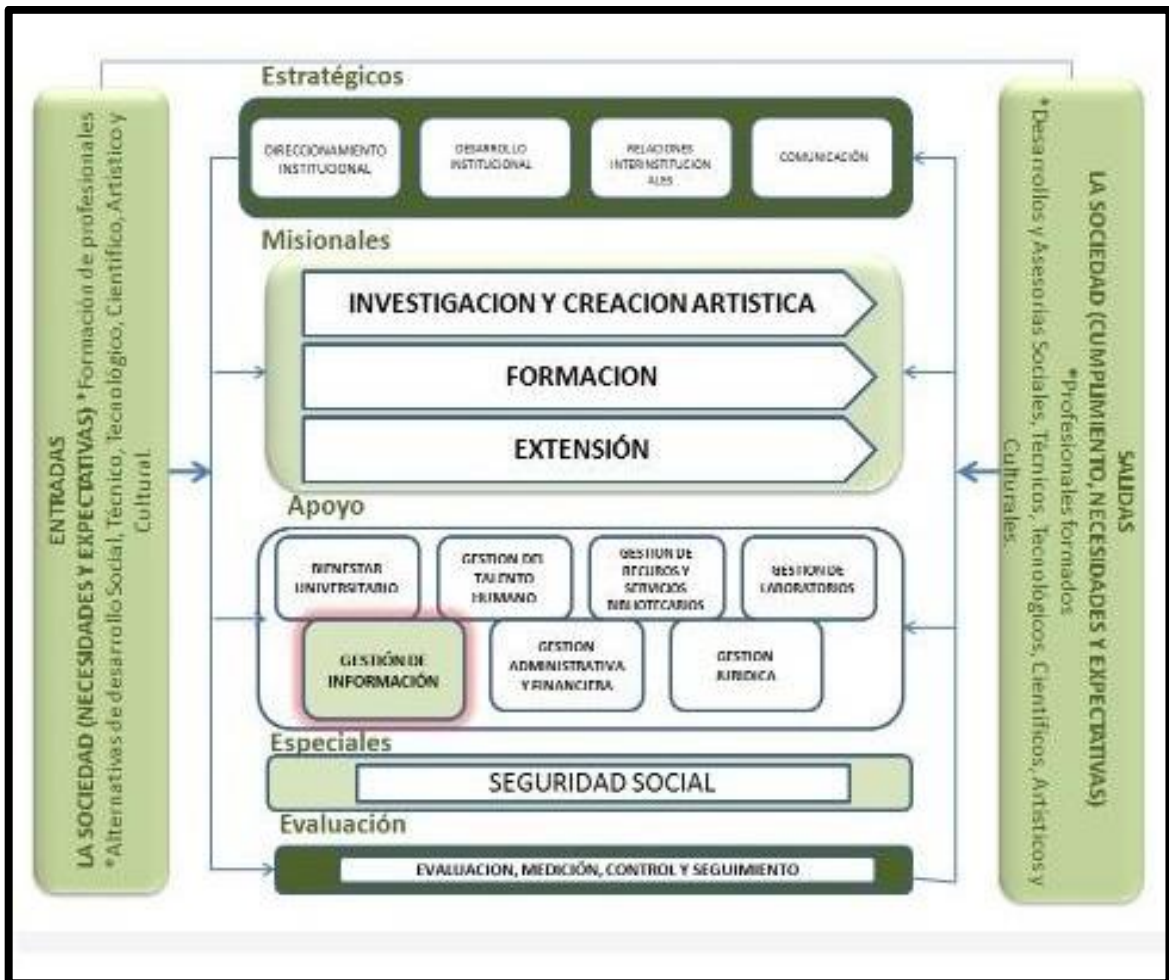 Estratégicos
DIRECCIONAMIENTO
INSTITUCIONAL
DESARROLLO
INSTITUCIONAL
RELACIONES
INTERINSTITUCION
ALES
COMUNICACIÓN
Misionales
INVESTIGACION Y CREACION ARTISTICA
FORMACION
EXTENSIÓN
Apoyo
BIENESTAR
UNIVERSITARIO
GESTION DEL
TALENTO
HUMANO
GESTION DE
RECUROS Y
SERVICIOS
BIBLIOTECARIOS
GESTION DE
LABORATORIOS
GESTIÓN DE
INFORMACIÓN
GESTION
ADMINISTRATIVA
Y FINANCIERA
GESTION
JURIDICA
Especiales
SEGURIDAD SOCIAL
Evaluación
EVALUACION, MEDICIÓN, CONTROL Y SEGUIMIENTO
ENTRADAS
LA SOCIEDAD (NECESIDADES Y EXPECTATIVAS) *Formación de profesionales
*Alternativas de desarrollo Social, Técnico, Tecnológico, Científico, Artístico y
Cultural.
SALIDAS
LA SOCIEDAD (CUMPLIMIENTO, NECESIDADES Y EXPECTATIVAS)
*Profesionales formados
*Desarrollos y Asesorías Sociales, Técnicos, Tecnológicos, Científicos, Artísticos y
Culturales.